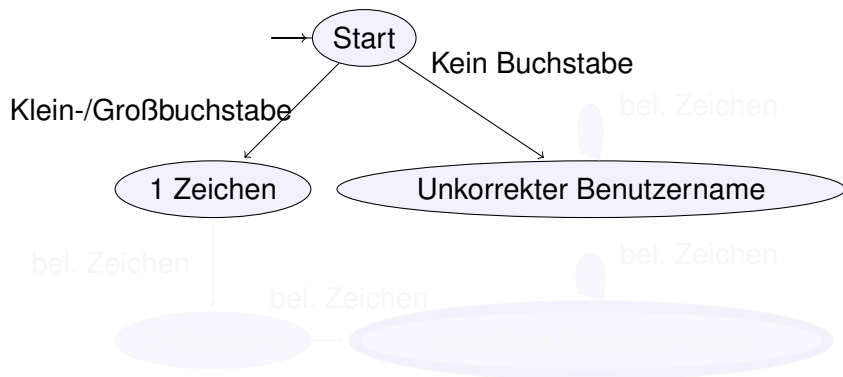 Start
Kein Buchstabe
Klein-/Großbuchstabe
bel. Zeichen
1 Zeichen
Unkorrekter Benutzername
bel. Zeichen
bel. Zeichen
bel. Zeichen